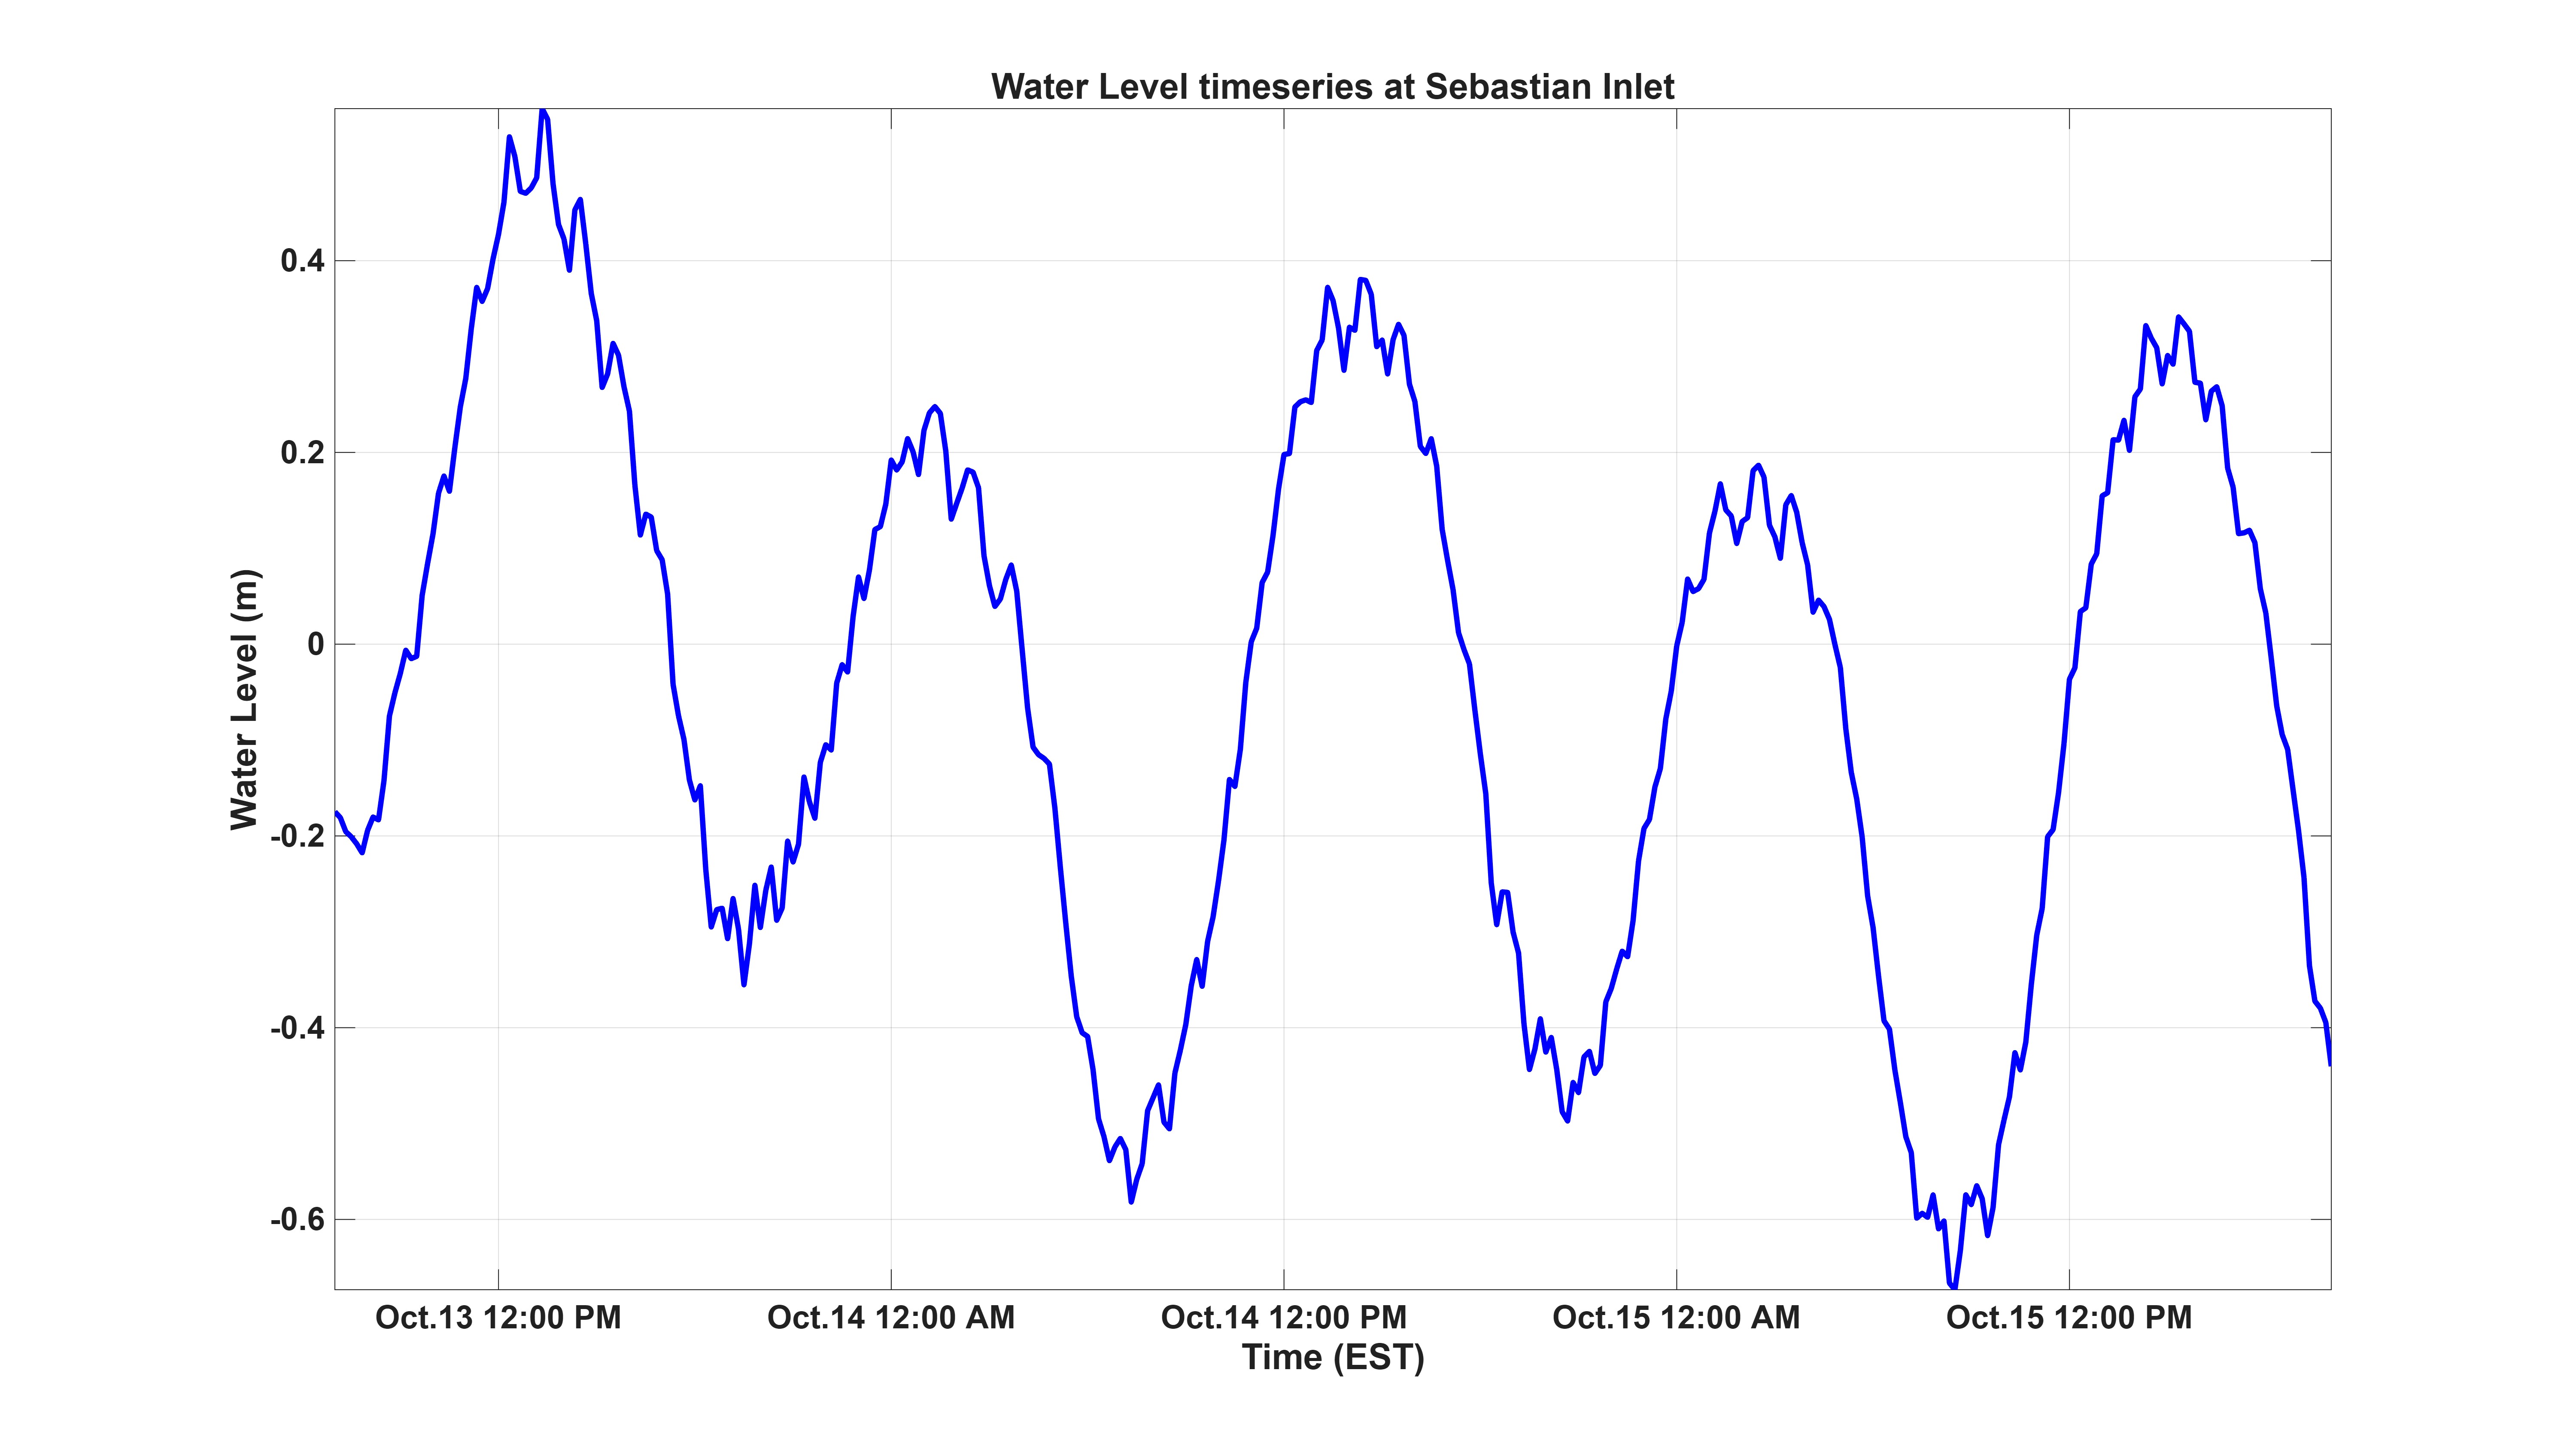 Water Level timeseries at Sebastian Inlet
Water Level (m)
0.4
0.2
0
-0.2
-0.4
-0.6
Oct.13 12:00 PM
Oct.14 12:00 AM
Oct.14 12:00 PM
Oct.15 12:00 AM
Oct.15 12:00 PM
Time (EST)